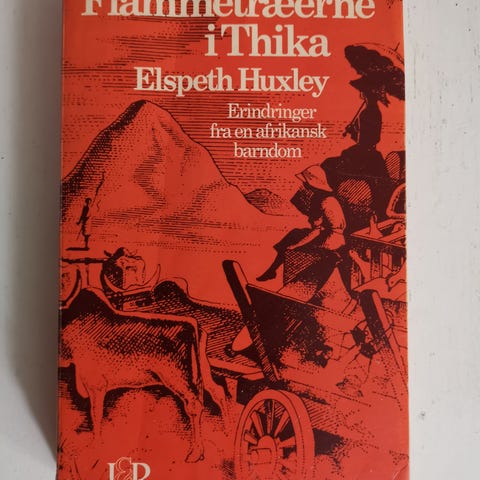 Flammetræerne
i Thika
Elspeth Huxley
Erindringer
fra en afrikansk
barndom